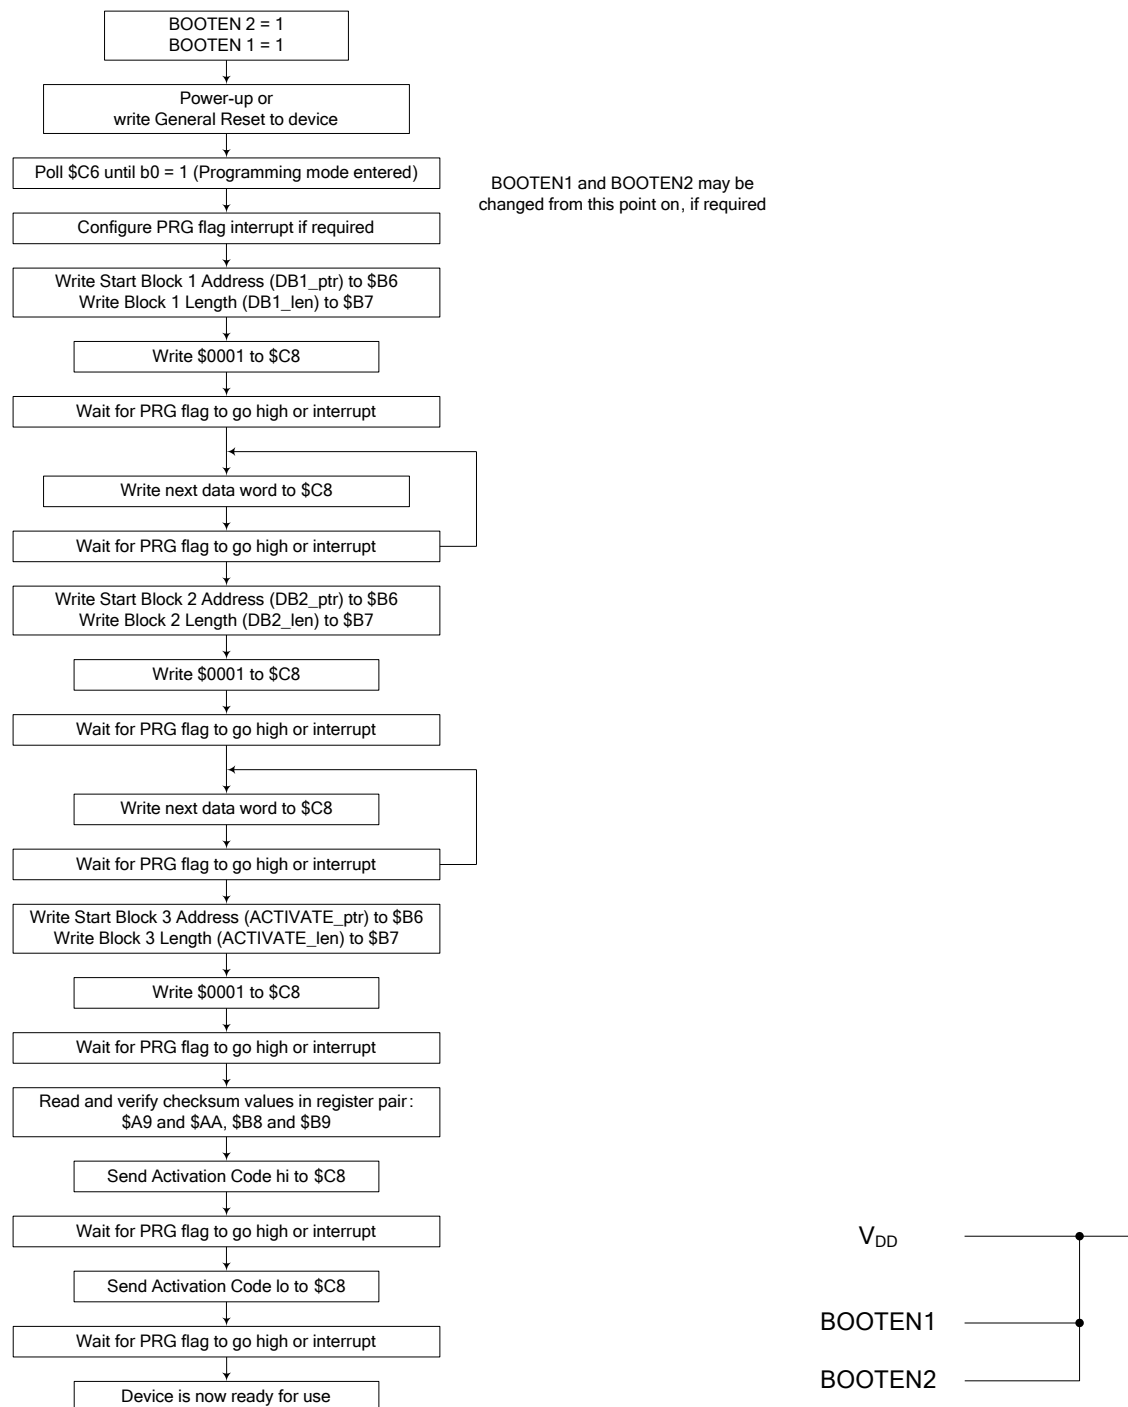 BOOTEN 2 = 1
BOOTEN 1 = 1
Power-up or
write General Reset to device
Poll $C6 until b0 = 1 (Programming mode entered)
BOOTEN1 and BOOTEN2 may be
changed from this point on, if required
Configure PRG flag interrupt if required
Write Start Block 1 Address (DB1_ptr) to $B6
Write Block 1 Length (DB1_len) to $B7
Write $0001 to $C8
Wait for PRG flag to go high or interrupt
Write next data word to $C8
Wait for PRG flag to go high or interrupt
Write Start Block 2 Address (DB2_ptr) to $B6
Write Block 2 Length (DB2_len) to $B7
Write $0001 to $C8
Wait for PRG flag to go high or interrupt
Write next data word to $C8
Wait for PRG flag to go high or interrupt
Write Start Block 3 Address (ACTIVATE_ptr) to $B6
Write Block 3 Length (ACTIVATE_len) to $B7
Write $0001 to $C8
Wait for PRG flag to go high or interrupt
Read and verify checksum values in register pair:
$A9 and $AA, $B8 and $B9
Send Activation Code hi to $C8
Wait for PRG flag to go high or interrupt
Send Activation Code lo to $C8
Wait for PRG flag to go high or interrupt
Device is now ready for use
VDD
BOOTEN1
BOOTEN2